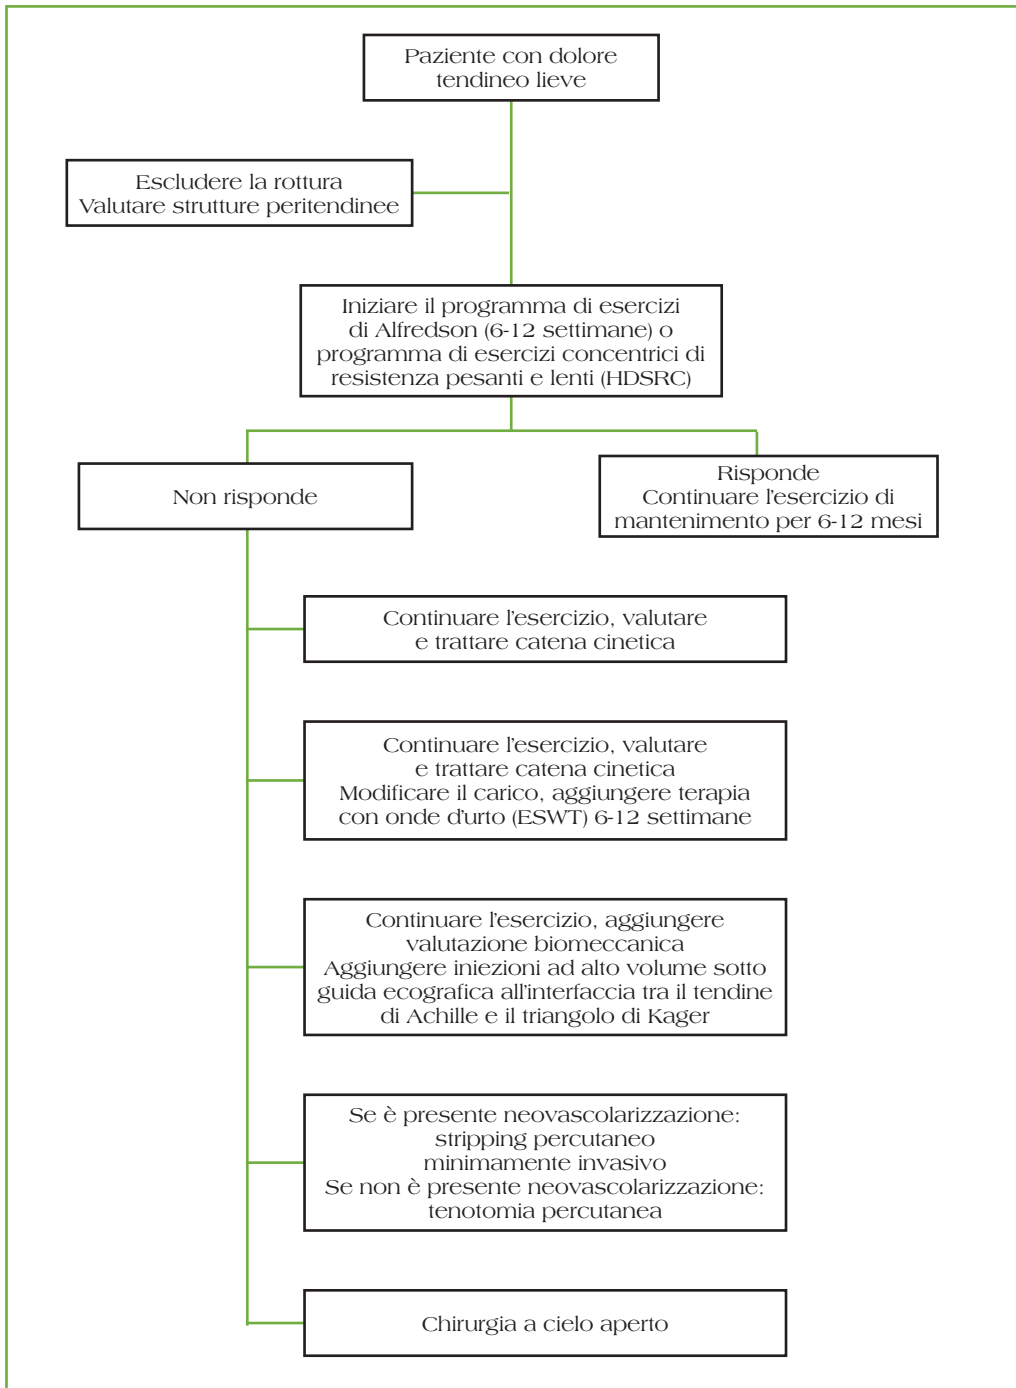 Paziente con dolore
tendineo lieve
Escludere la rottura
Valutare strutture peritendinee
Iniziare il programma di esercizi
di Alfredson (6-12 settimane) o
programma di esercizi concentrici di
resistenza pesanti e lenti (HDSRC)
Non risponde
Risponde
Continuare l'esercizio di
mantenimento per 6-12 mesi
Continuare l'esercizio, valutare
e trattare catena cinetica
Continuare l'esercizio, valutare
e trattare catena cinetica
Modificare il carico, aggiungere terapia
con onde d'urto (ESWT) 6-12 settimane
Continuare l'esercizio, aggiungere
valutazione biomeccanica
Aggiungere iniezioni ad alto volume sotto
guida ecografica all'interfaccia tra il tendine
di Achille e il triangolo di Kager
Se è presente neovascolarizzazione:
stripping percutaneo
minimamente invasivo
Se non è presente neovascolarizzazione:
tenotomia percutanea
Chirurgia a cielo aperto